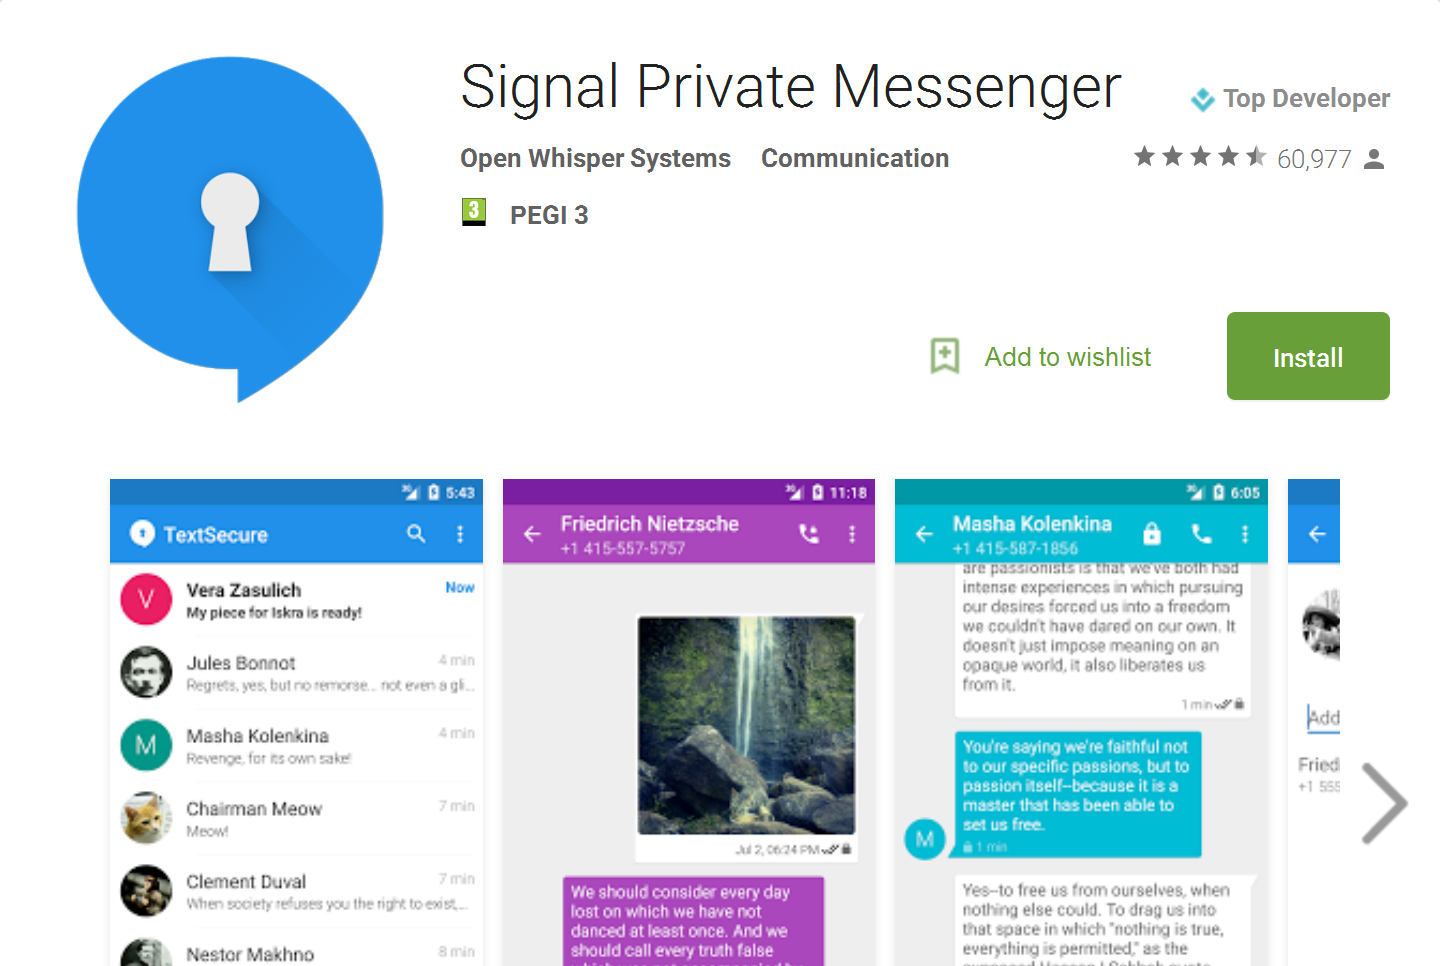 Signal Private Messenger
Top Developer
Open Whisper Systems Communication
60,977
3 PEGI 3
Add to wishlist
Install
5:43
TextSecure
Vera Zasulich Now
My piece for Iskra is ready!
Jules Bonnot 4 min
Regrets, yes, but no remorse... not even a gli...
Masha Kolenkina 4 min
Revenge, for its own sake!
M
V
Chairman Meow 7 min
Meow!
Clement Duval 7 min
When society refuses you the right to exist,...
Nestor Makhno 8 min
3G 11:18
Friedrich Nietzsche
+1 415-557-5757
Jul 2, 06:24 PM
We should consider every day
lost on which we have not
danced at least once. And we
should call every truth false
3G 6:05
Masha Kolenkina
+1 415-587-1856
are passionists is that we've both had
intense experiences in which pursuing
our desires forced us into a freedom
we couldn't have dared on our own. It
doesn't just impose meaning on an
opaque world, it also liberates us
from it.
1 min
You're saying we're faithful not
to our specific passions, but to
passion itself–because it is a
master that has been able to
set us free.
M
1 min
Yes–to free us from ourselves, when
nothing else could. To drag us into
that space in which "nothing is true,
everything is permitted," as the
Add
Fried
+1 555